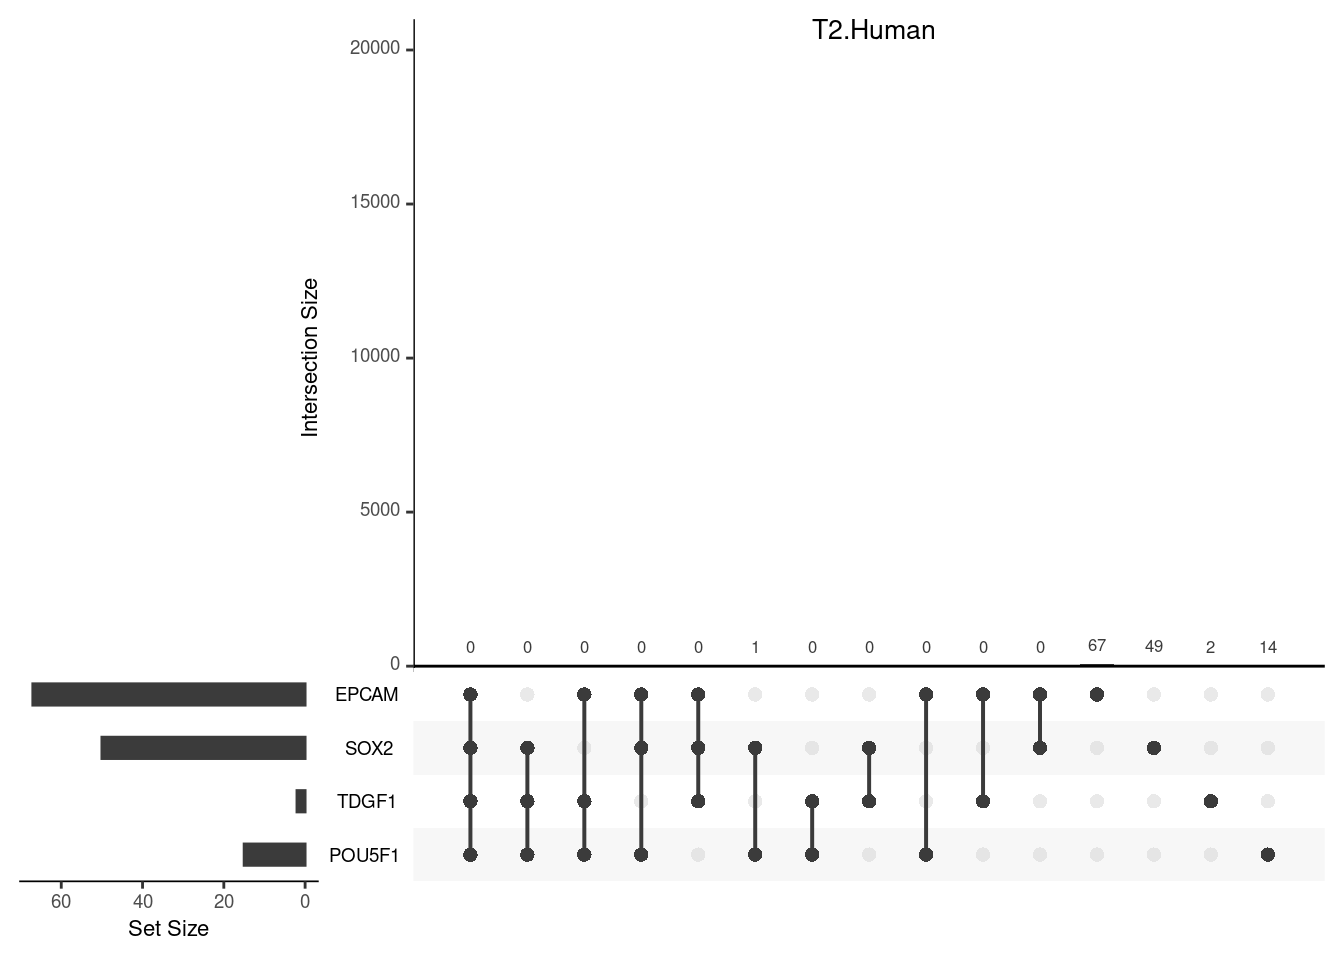 T2.Human
20000
15000
10000
5000
0
Intersection Size
0 0 0 0 0 1 0 0 0 0 0 67 49 2 14
EPCAM
SOX2
TDGF1
POU5F1
60 40 20 0
Set Size